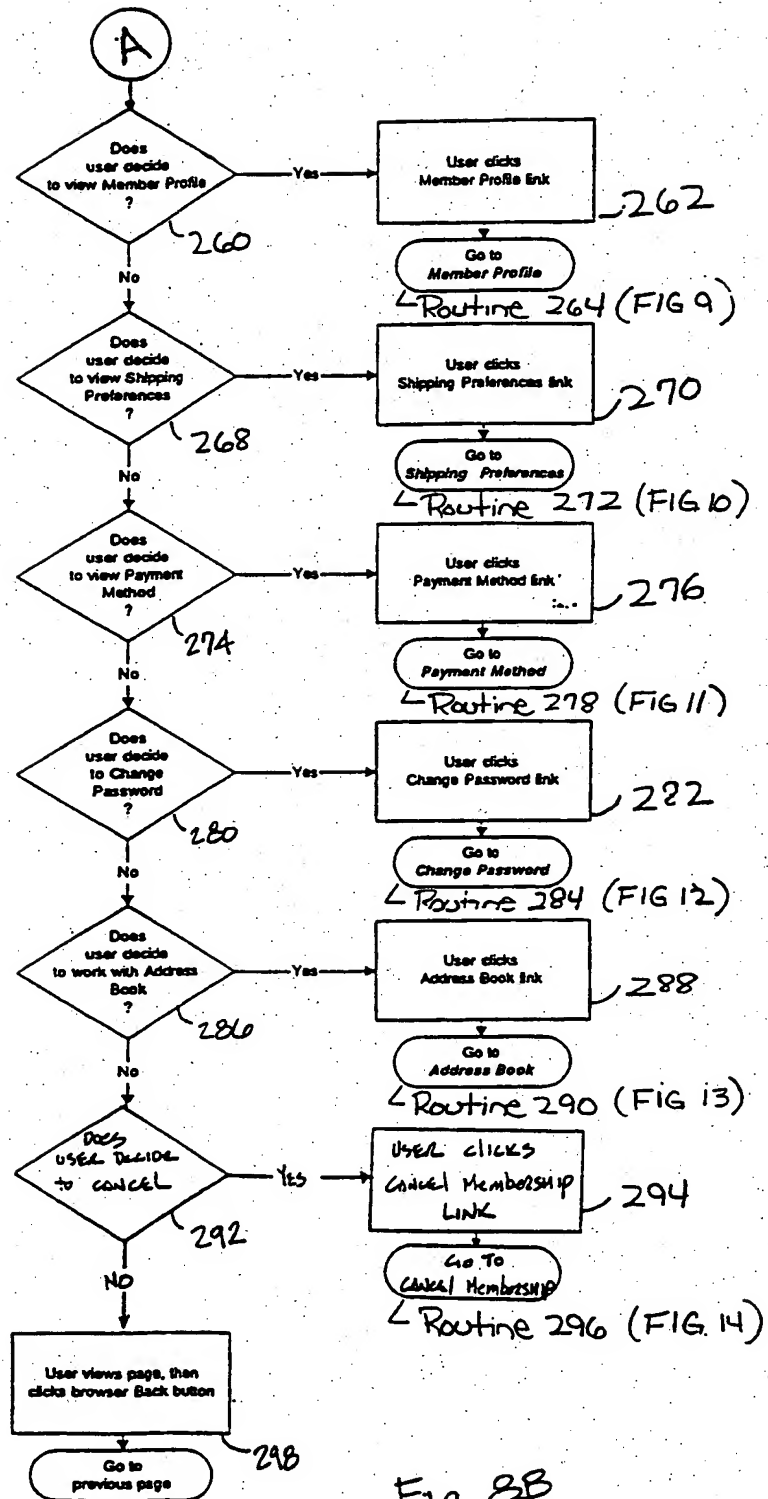 A
Does
user decide
to view Member Profile
?
260
Yes
User clicks
Member Profile link
262
Go to
Member Profile
Routine 264 (FIG 9)
No
Does
user decide
to view Shipping
Preferences
?
268
Yes
User clicks
Shipping Preferences link
270
Go to
Shipping Preferences
Routine 272 (FIG 10)
No
Does
user decide
to view Payment
Method
?
274
Yes
User clicks
Payment Method link
276
Go to
Payment Method
Routine 278 (FIG 11)
No
Does
user decide
to Change
Password
?
280
Yes
User clicks
Change Password link
282
Go to
Change Password
Routine 284 (FIG 12)
No
Does
user decide
to work with Address
Book
?
286
Yes
User clicks
Address Book link
288
Go to
Address Book
Routine 290 (FIG 13)
No
DOES
USER DECIDE
to CANCEL
292
YES
USER clicks
CANCEL MemberSHIP
LINK
294
Go To
CANCEL MemberSHIP
Routine 296 (FIG. 14)
NO
User views page, then
clicks browser Back button
298
Go to
previous page
FIG. 8B